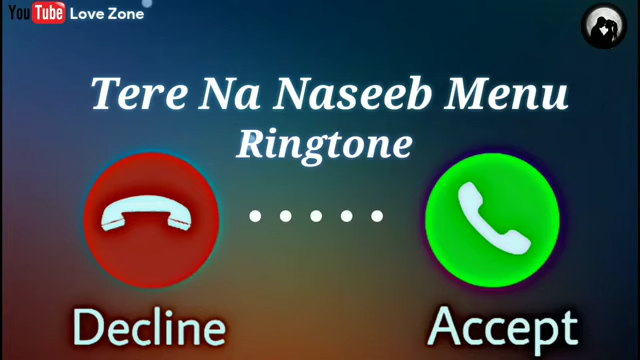 YouTube Love Zone
Tere Na Naseeb Menu
Ringtone
Decline
Accept